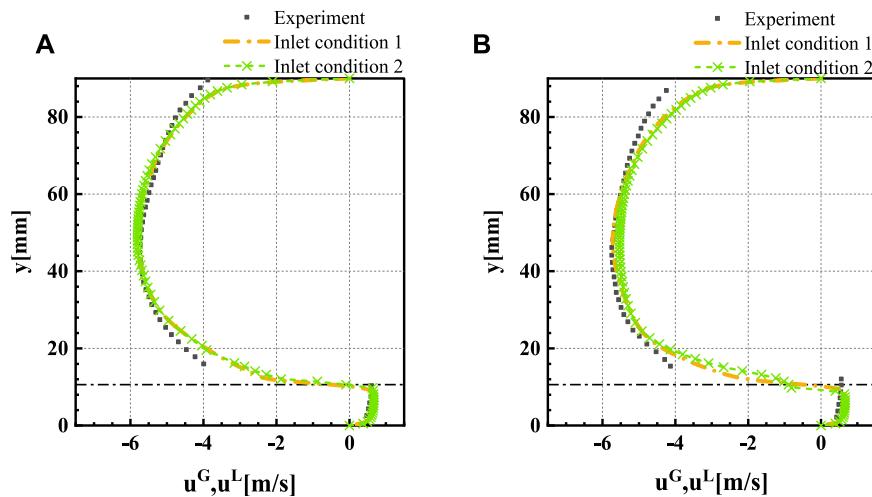 A
Experiment
Inlet condition 1
Inlet condition 2
80
60
40
20
0
y[mm]
-6
-4
-2
0
u^G,u^L[m/s]
B
Experiment
Inlet condition 1
Inlet condition 2
80
60
40
20
0
y[mm]
-6
-4
-2
0
u^G,u^L[m/s]